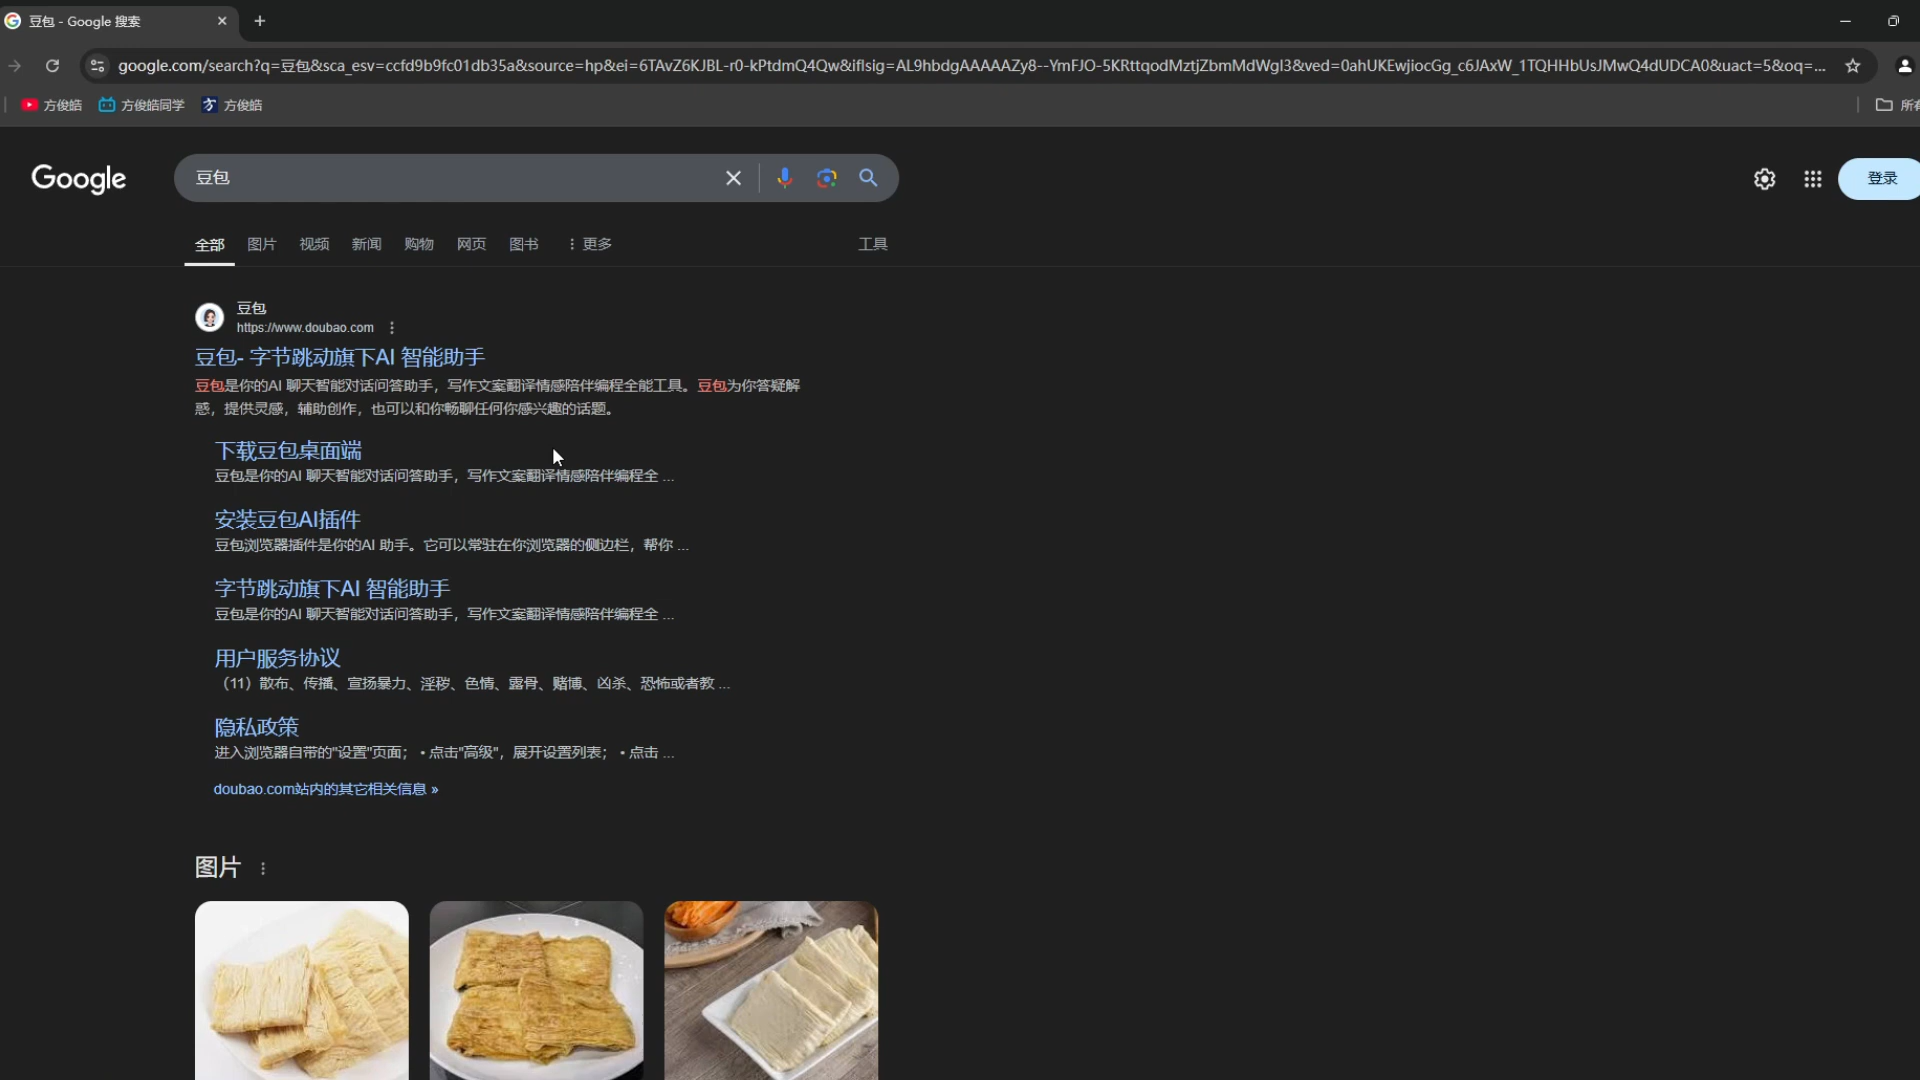 豆包 - Google 搜索
google.com/search?q=豆包&sca_esv=ccfd9b9fc01db35a&source=hp&ei=6TAvZ6KJBL-r0-kPtdmQ4Qw&iflsig=AL9hbdgAAAAAZy8--YmFJO-5KRttqodMztjZbmMdWgl3&ved=0ahUKEwjiocGg_c6JAxW_1TQHHbUsJMwQ4dUDCA0&uact=5&oq=...
方俊皓 方俊皓同学 方俊皓 所有
Google 豆包 登录
全部 图片 视频 新闻 购物 网页 图书 更多 工具
豆包
https://www.doubao.com
豆包- 字节跳动旗下AI 智能助手
豆包是你的AI 聊天智能对话问答助手，写作文案翻译情感陪伴编程全能工具。豆包为你答疑解
惑，提供灵感，辅助创作，也可以和你畅聊任何你感兴趣的话题。
下载豆包桌面端
豆包是你的AI 聊天智能对话问答助手，写作文案翻译情感陪伴编程全 ...
安装豆包AI插件
豆包浏览器插件是你的AI 助手。它可以常驻在你浏览器的侧边栏，帮你 ...
字节跳动旗下AI 智能助手
豆包是你的AI 聊天智能对话问答助手，写作文案翻译情感陪伴编程全 ...
用户服务协议
（11）散布、传播、宣扬暴力、淫秽、色情、露骨、赌博、凶杀、恐怖或者教 ...
隐私政策
进入浏览器自带的"设置"页面； • 点击"高级"，展开设置列表； • 点击 ...
doubao.com站内的其它相关信息 »
图片